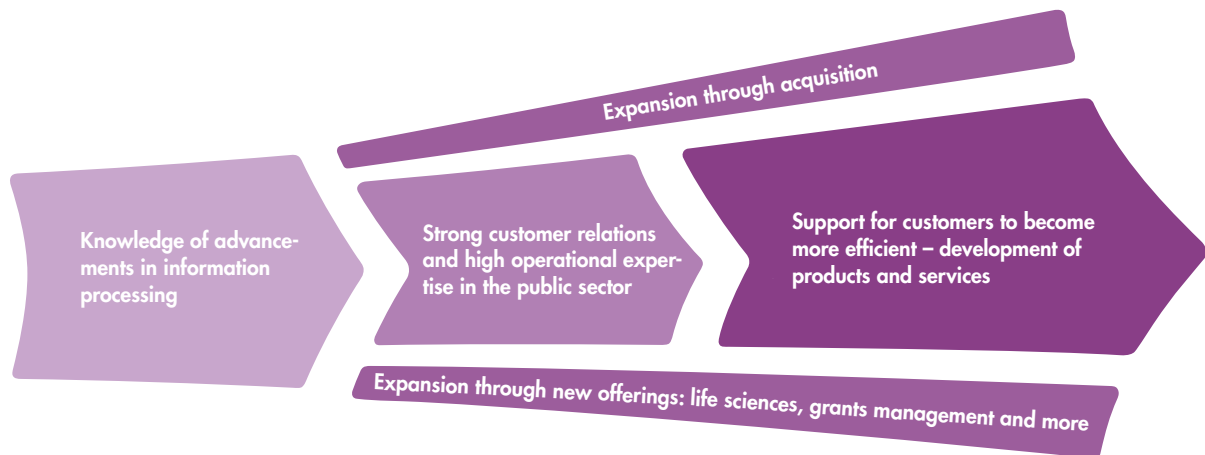 Expansion through acquisition
Knowledge of advance-
ments in information
processing
Strong customer relations
and high operational exper-
tise in the public sector
Support for customers to become
more efficient – development of
products and services
Expansion through new offerings: life sciences, grants management and more